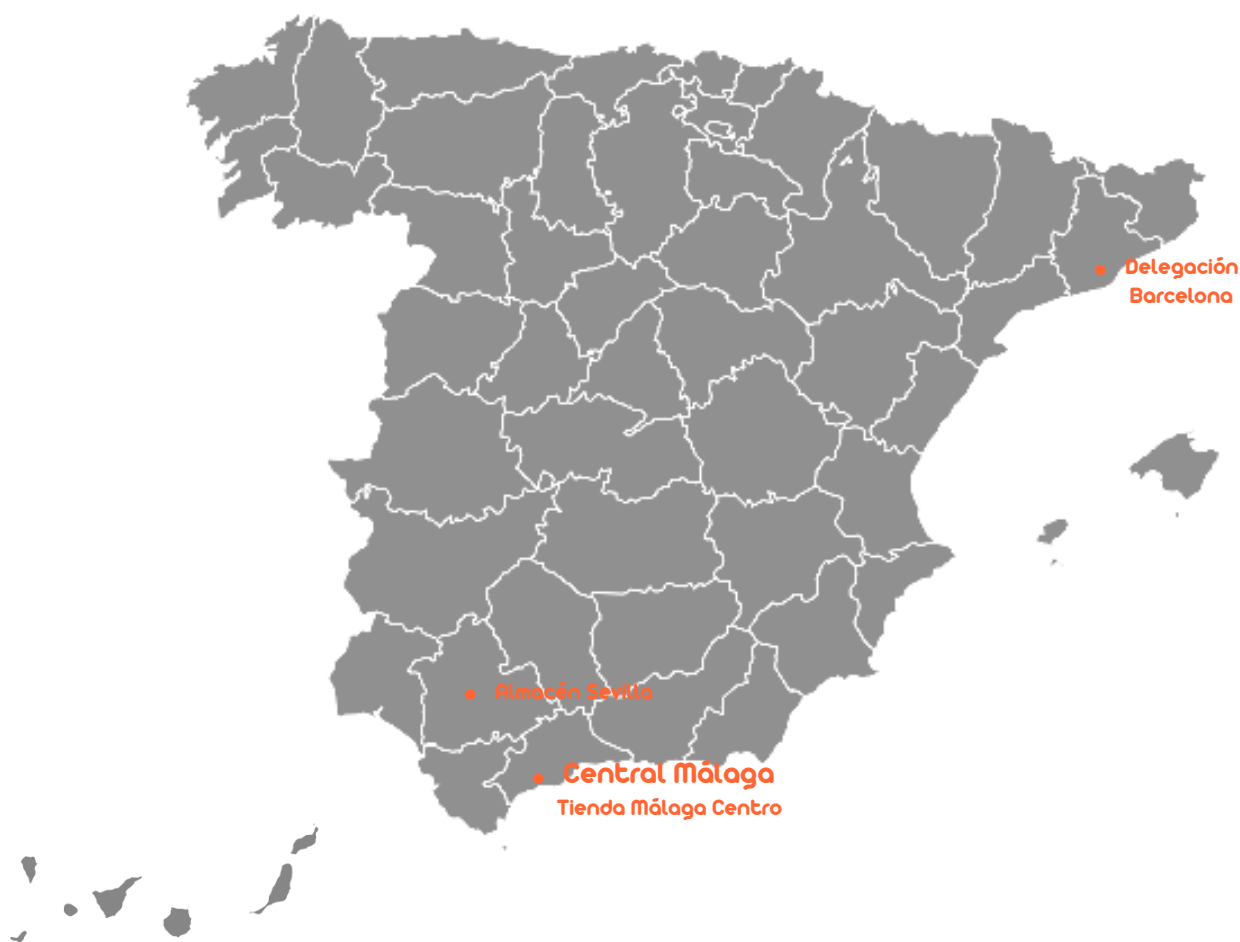 Delegación
Barcelona
Almacén Sevilla
Central Málaga
Tienda Málaga Centro